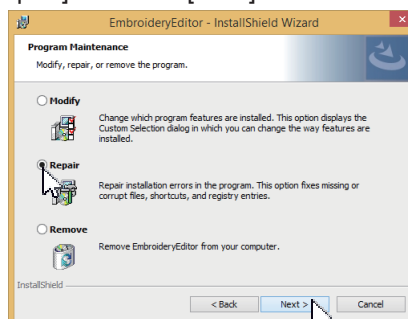 EmbroideryEditor - InstallShield Wizard
Program Maintenance
Modify, repair, or remove the program.
Modify
Change which program features are installed. This option displays the
Custom Selection dialog in which you can change the way features are
installed.
Repair
Repair installation errors in the program. This option fixes missing or
corrupt files, shortcuts, and registry entries.
Remove
Remove EmbroideryEditor from your computer.
InstallShield
< Back Next > Cancel